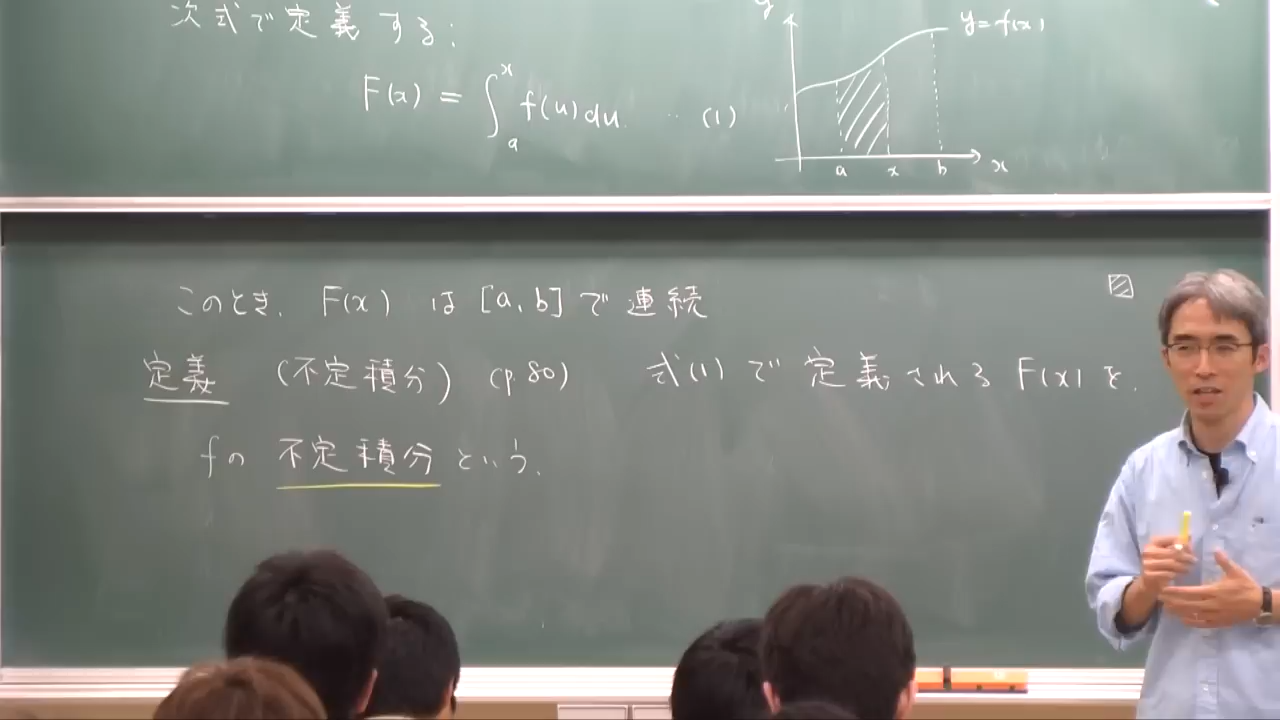 次式で定義する:
F(x) = ∫_a^x f(u)du ‥ (1)
y
y=f(x)
a x b x
このとき, F(x) は [a, b] で 連続
定義 (不定積分) (p.80) 式(1) で 定義される F(x) を,
fの 不定積分 という.